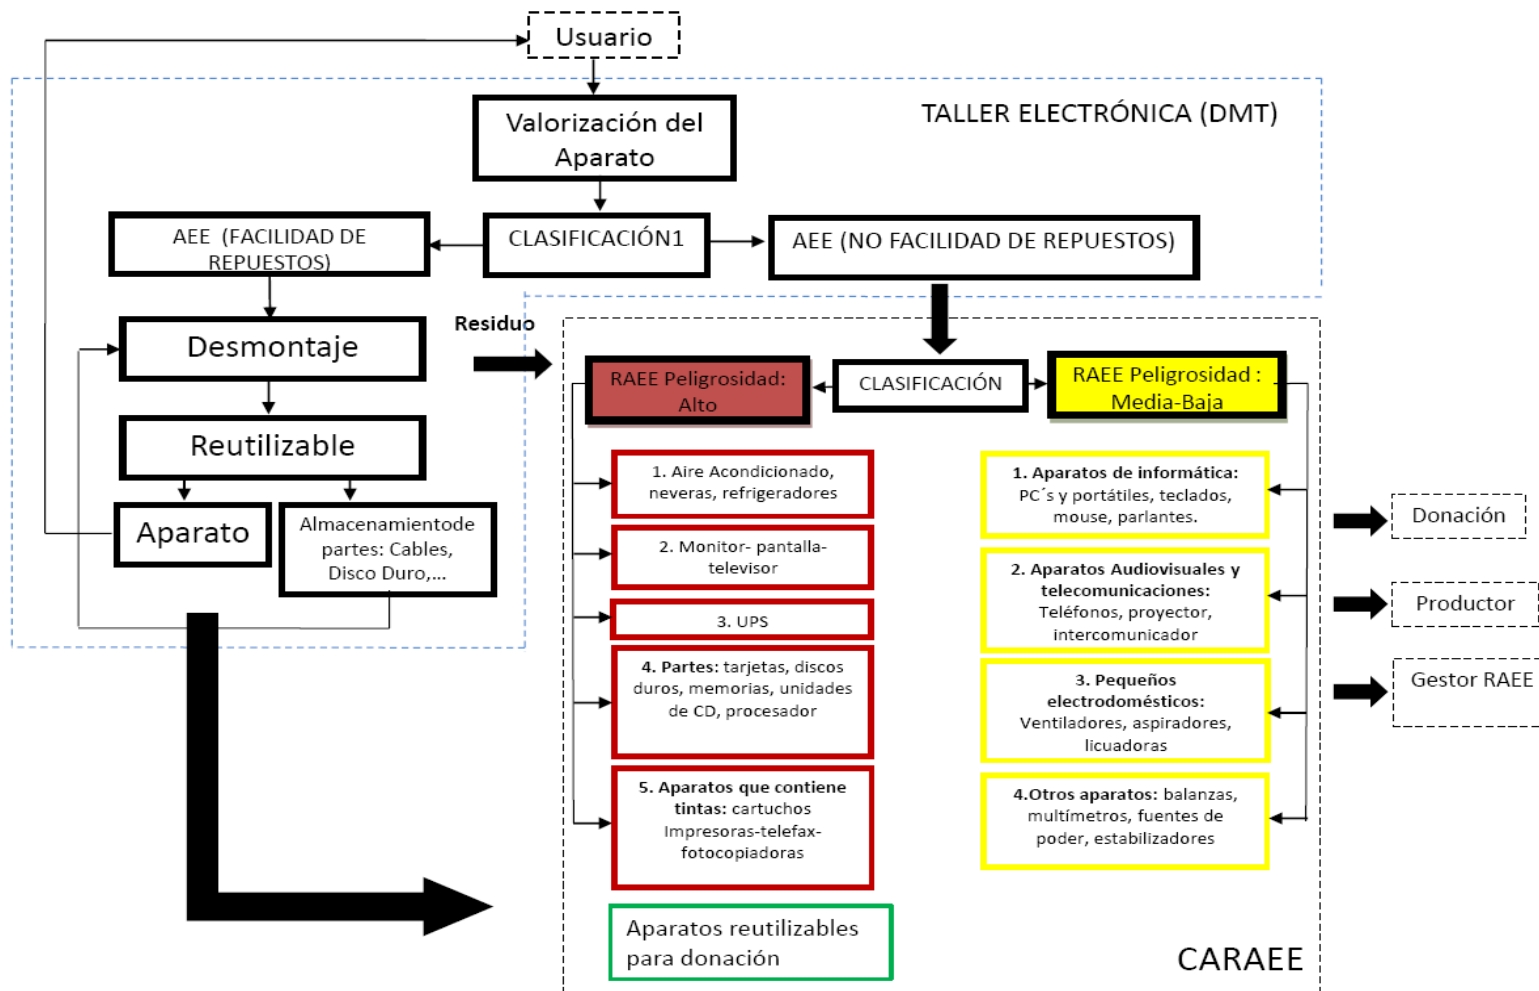 Usuario
TALLER ELECTRÓNICA (DMT)
Valorización del
Aparato
AEE (FACILIDAD DE
REPUESTOS)
CLASIFICACIÓN1
AEE (NO FACILIDAD DE REPUESTOS)
Desmontaje
Residuo
Reutilizable
Aparato
Almacenamientode
partes: Cables,
Disco Duro,...
RAEE Peligrosidad:
Alto
CLASIFICACIÓN
RAEE Peligrosidad :
Media-Baja
1. Aire Acondicionado,
neveras, refrigeradores
2. Monitor- pantalla-
televisor
3. UPS
4. Partes: tarjetas, discos
duros, memorias, unidades
de CD, procesador
5. Aparatos que contiene
tintas: cartuchos
Impresoras-telefax-
fotocopiadoras
1. Aparatos de informática:
PC´s y portátiles, teclados,
mouse, parlantes.
2. Aparatos Audiovisuales y
telecomunicaciones:
Teléfonos, proyector,
intercomunicador
3. Pequeños
electrodomésticos:
Ventiladores, aspiradores,
licuadoras
4.Otros aparatos: balanzas,
multímetros, fuentes de
poder, estabilizadores
Donación
Productor
Gestor RAEE
Aparatos reutilizables
para donación
CARAEE